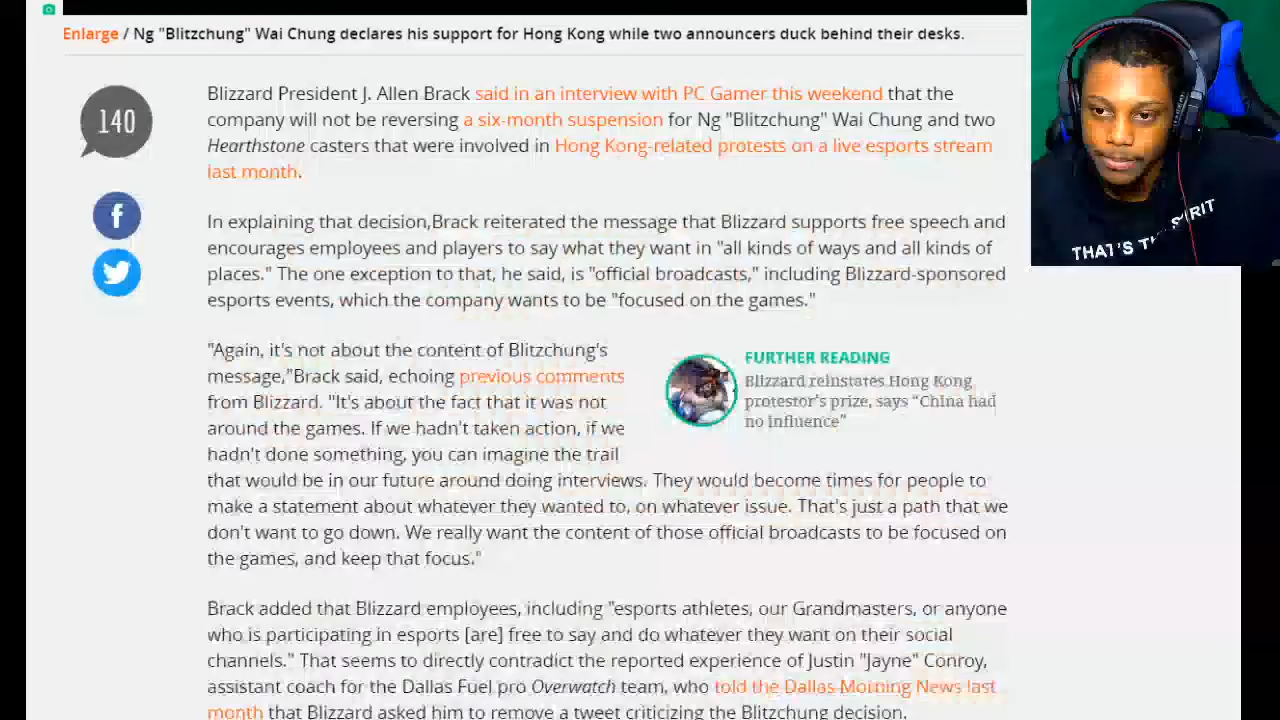 Enlarge / Ng "Blitzchung" Wai Chung declares his support for Hong Kong while two announcers duck behind their desks.
140
Blizzard President J. Allen Brack said in an interview with PC Gamer this weekend that the
company will not be reversing a six-month suspension for Ng "Blitzchung" Wai Chung and two
Hearthstone casters that were involved in Hong Kong-related protests on a live esports stream
last month.
In explaining that decision,Brack reiterated the message that Blizzard supports free speech and
encourages employees and players to say what they want in "all kinds of ways and all kinds of
places." The one exception to that, he said, is "official broadcasts," including Blizzard-sponsored
esports events, which the company wants to be "focused on the games."
"Again, it's not about the content of Blitzchung's
message,"Brack said, echoing previous comments
from Blizzard. "It's about the fact that it was not
around the games. If we hadn't taken action, if we
hadn't done something, you can imagine the trail
that would be in our future around doing interviews. They would become times for people to
make a statement about whatever they wanted to, on whatever issue. That's just a path that we
don't want to go down. We really want the content of those official broadcasts to be focused on
the games, and keep that focus."
FURTHER READING
Blizzard reinstates Hong Kong
protestor's prize, says "China had
no influence"
Brack added that Blizzard employees, including "esports athletes, our Grandmasters, or anyone
who is participating in esports [are] free to say and do whatever they want on their social
channels." That seems to directly contradict the reported experience of Justin "Jayne" Conroy,
assistant coach for the Dallas Fuel pro Overwatch team, who told the Dallas Morning News last
month that Blizzard asked him to remove a tweet criticizing the Blitzchung decision.
THAT'S